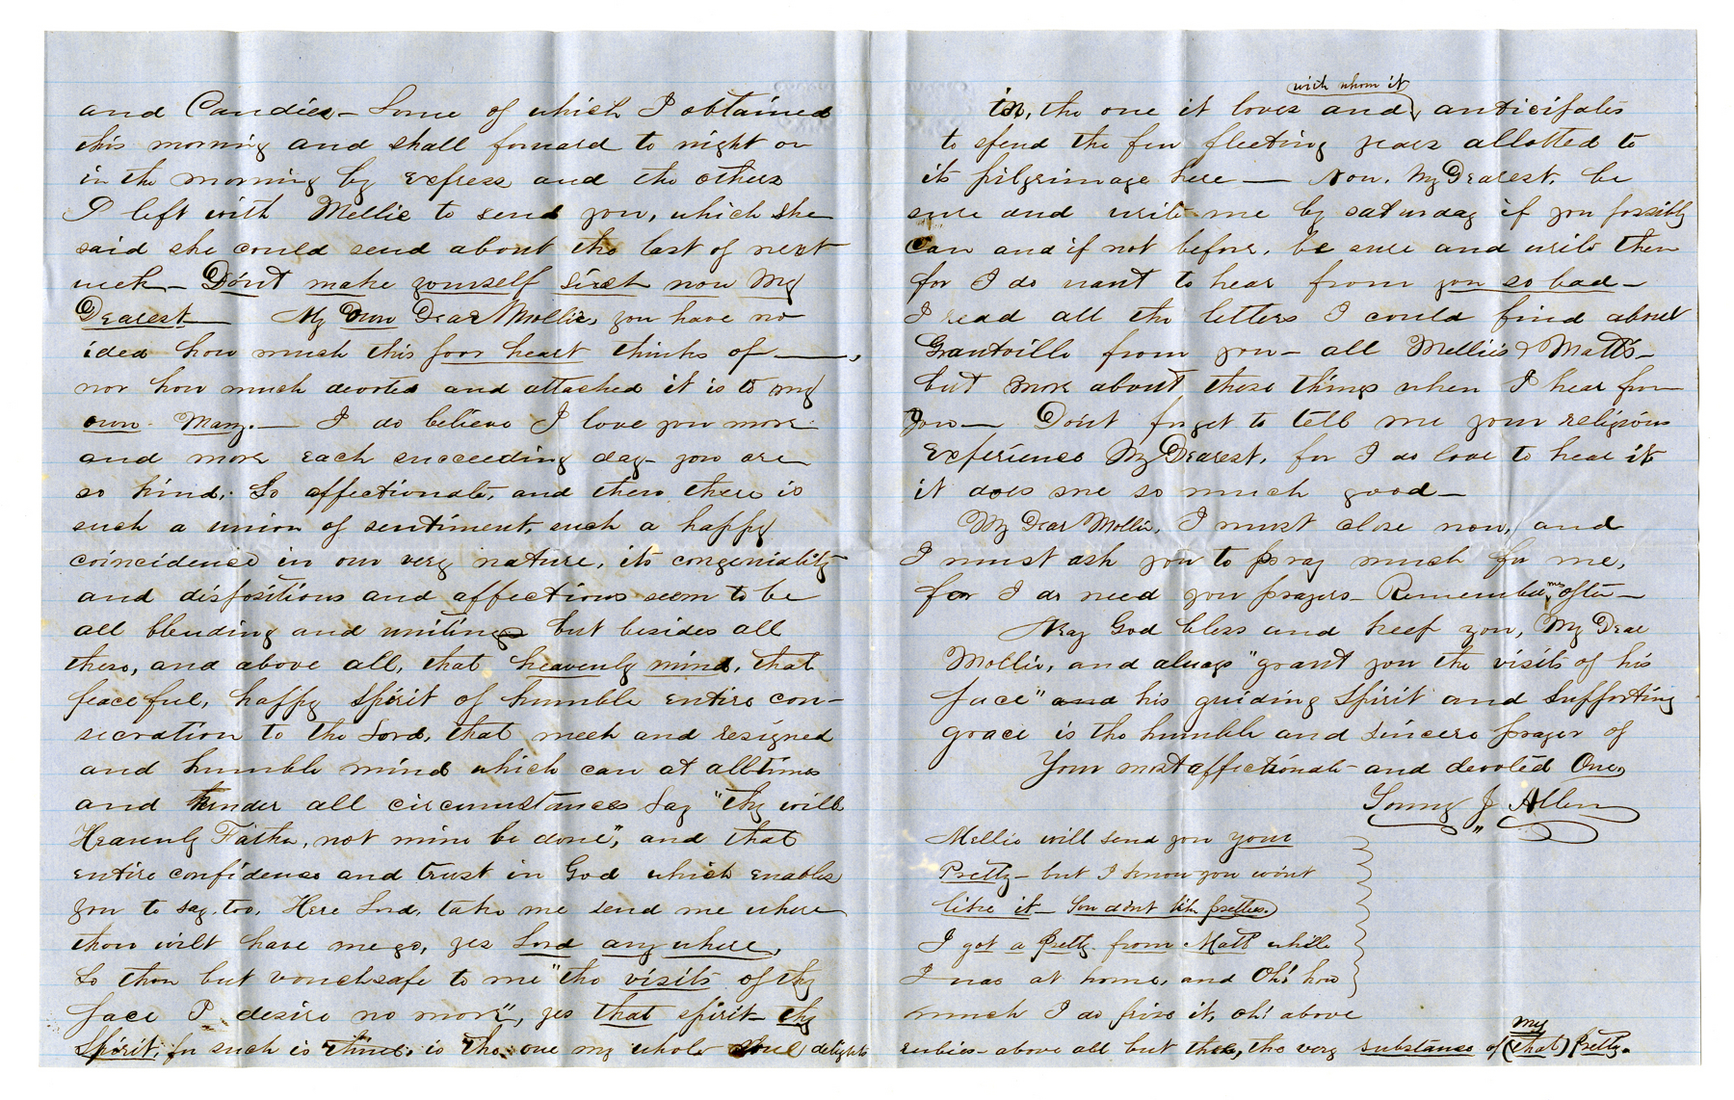 and Candies — Some of which I obtained
this morning and shall forward to night or
in the morning by express and the others
I left with Mellie to send you, which she
said she could send about the last of next
week — Don't make yourself sick now My
Dearest — My Own Dear Mollie, you have no
idea how much this poor heart thinks of — ,
nor how much devoted and attached it is to my
own Mary. — I do believe I love you more
and more each succeeding day — you are
so kind, So affectionate, and then there is
such a union of sentiment, such a happy
coincidence in our very nature, its congeniality
and dispositions and affections seem to be
all blending and uniting but besides all
these, and above all, that heavenly mind, that
peaceful, happy Spirit of humble entire con-
secration to the Lord, that meek and resigned
and humble mind which can at all times
and under all circumstances Say "thy will
Heavenly Father, not mine be done", and that
entire confidence and trust in God which enables
you to say, too, Here Lord, take me send me where
thou wilt have me go, yes Lord any where,
So thou but vouchsafe to me "the visits of thy
face I desire no more", yes that spirit — thy
Spirit, for such is thine, is the one my whole soul delights
in, the one it loves and with whom it anticipates
to spend the few fleeting years allotted to
its pilgrimage here — Now, My Dearest, be
sure and write me by saturday if you possibly
Can and if not before, be sure and write then
for I do want to hear from you so bad —
I read all the letters I could find about
Grantville from you — all Mellie's & Matt's —
but more about these things when I hear from
you — Don't forget to tell me your religious
Experience My Dearest, for I do love to hear it
it does me so much good —
My Dear Mollie, I must close now, and
I must ask you to pray much for me,
for I do need your prayers — Remember me often —
May God bless and keep you, My Dear
Mollie, and always "grant you the visits of his
face" and his guiding Spirit and Supporting
grace is the humble and sincere prayer of
Your most affectionate and devoted One,
Young J Allen
Mellie will send you your
Pretty — but I know you won't
like it — You don't like pretties.)
I got a Pretty from Matt while
I was at home, and Oh! how
much I do prize it, oh! above
rubies — above all but the, the very substance of my (that) Pretty.